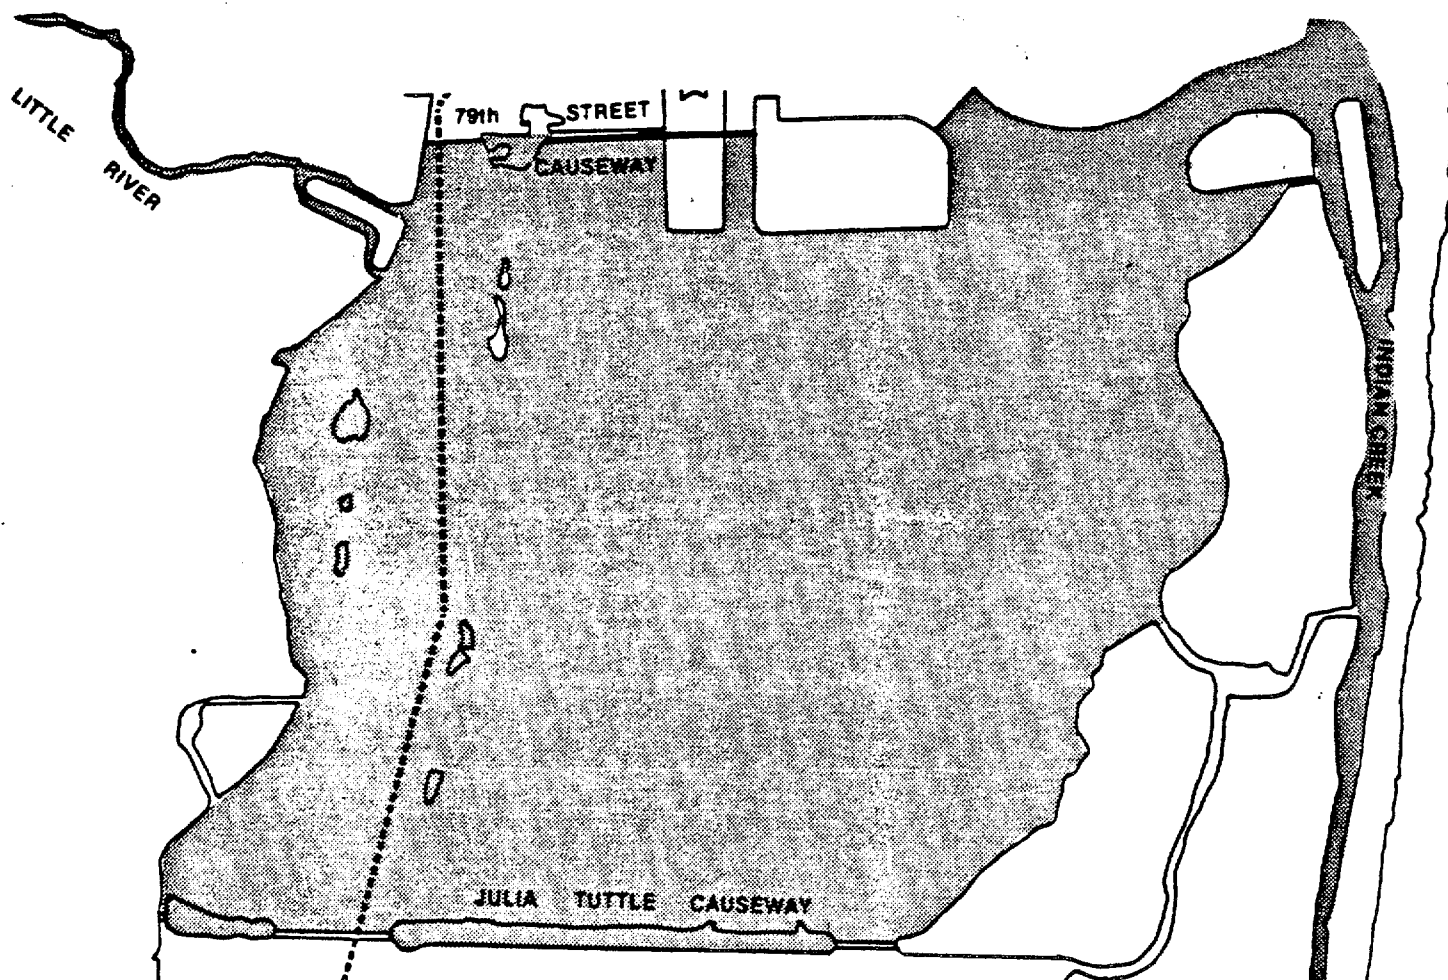 79th STREET
CAUSEWAY
LITTLE
RIVER
INDIAN CREEK
JULIA TUTTLE CAUSEWAY